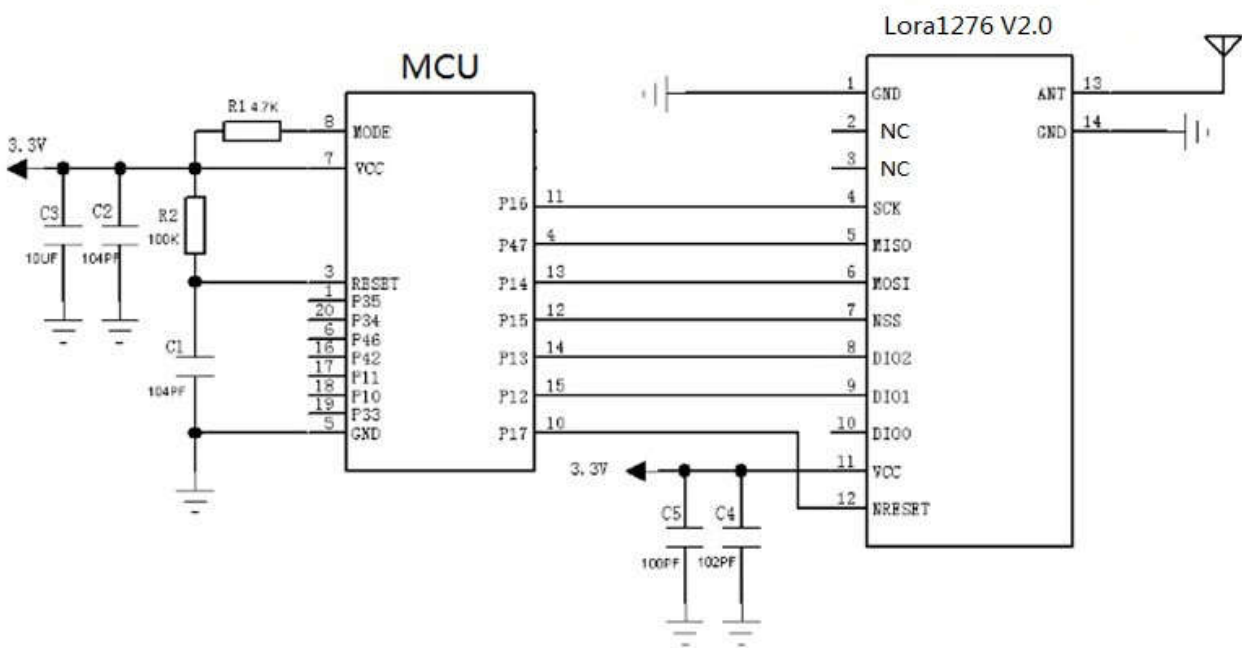 Lora1276 V2.0
MCU
R1 4.7K
3.3V
C3
10UF
C2
104PF
R2
100K
C1
104PF
8 MODE
7 VCC
3 RESET
1 P35
20 P34
6 P46
16 P42
17 P11
18 P10
19 P33
5 GND
P16 11
P47 4
P14 13
P15 12
P13 14
P12 15
P17 10
3.3V
C5
100PF
C4
102PF
1 GND
2 NC
3 NC
4 SCK
5 MISO
6 MOSI
7 NSS
8 DIO2
9 DIO1
10 DIO0
11 VCC
12 NRESET
ANT 13
GND 14